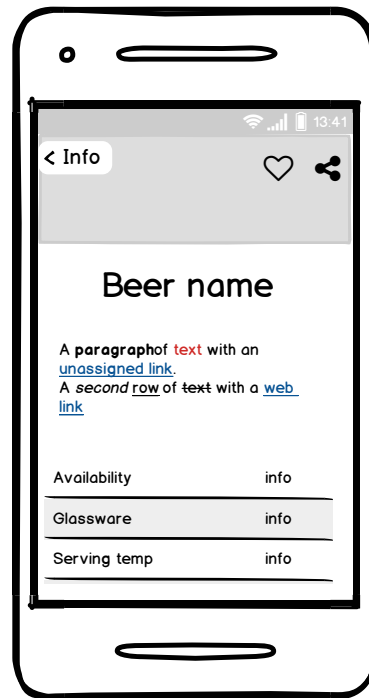 13:41
< Info
Beer name
A paragraphof text with an
unassigned link.
A second row of text with a web
link
Availability info
Glassware info
Serving temp info